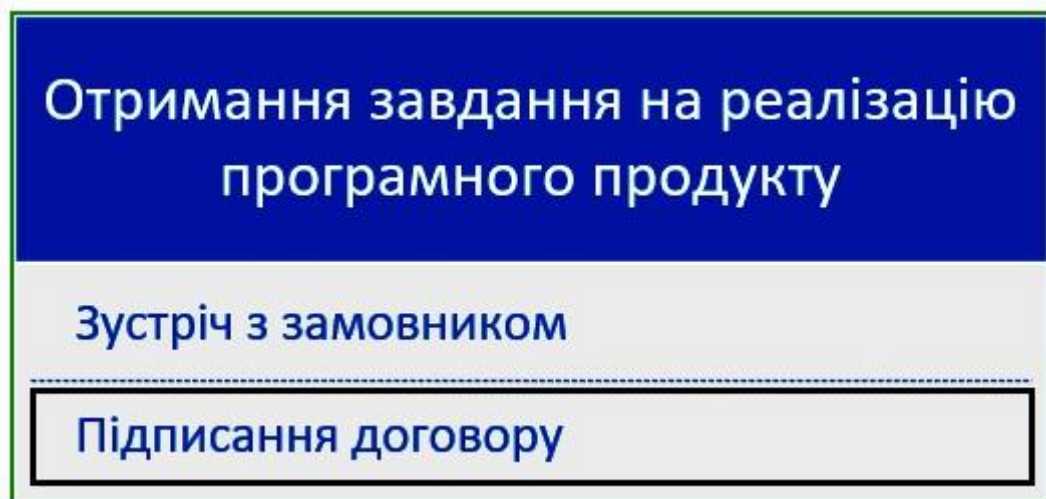 Отримання завдання на реалізацію
програмного продукту
Зустріч з замовником
Підписання договору